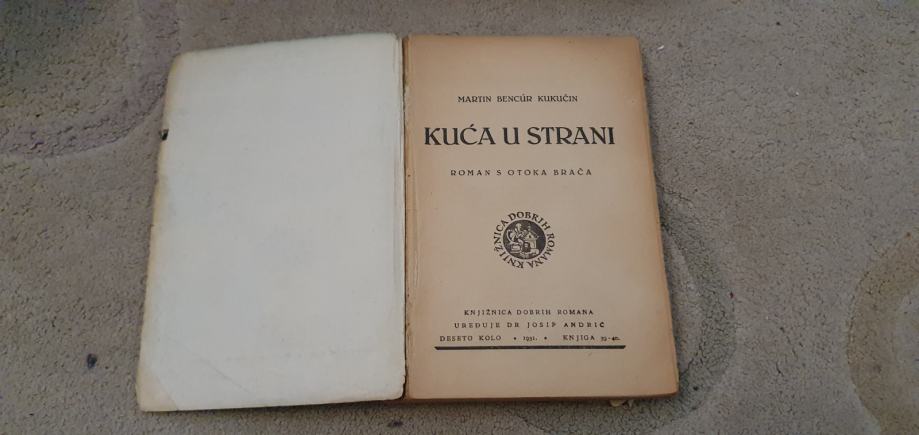 MARTIN BENCÚR KUKUČIN
KUĆA U STRANI
ROMAN S OTOKA BRAČA
KNJIŽNICA DOBRIH ROMANA
KNJIŽNICA DOBRIH ROMANA
UREĐUJE DR JOSIP ANDRIĆ
DESETO KOLO • 1931. • KNJIGA 39-40.